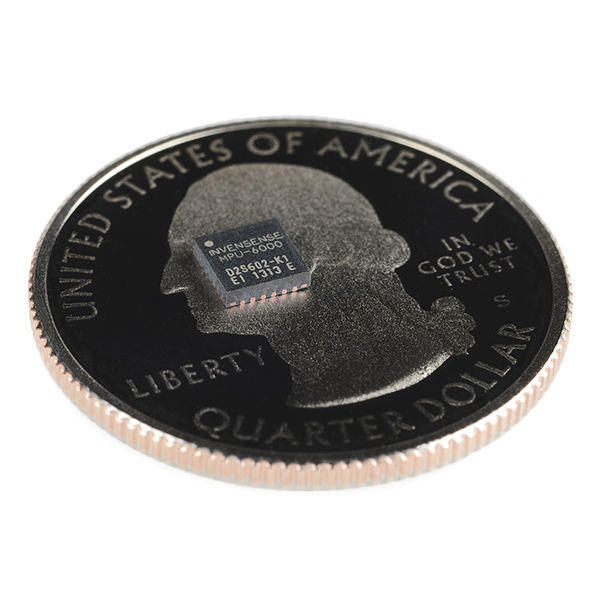 UNITED STATES OF AMERICA
INVENSENSE
MPU-6000
D2S602-K1
EI 1313 E
IN
GOD WE
TRUST
S
LIBERTY
QUARTER DOLLAR